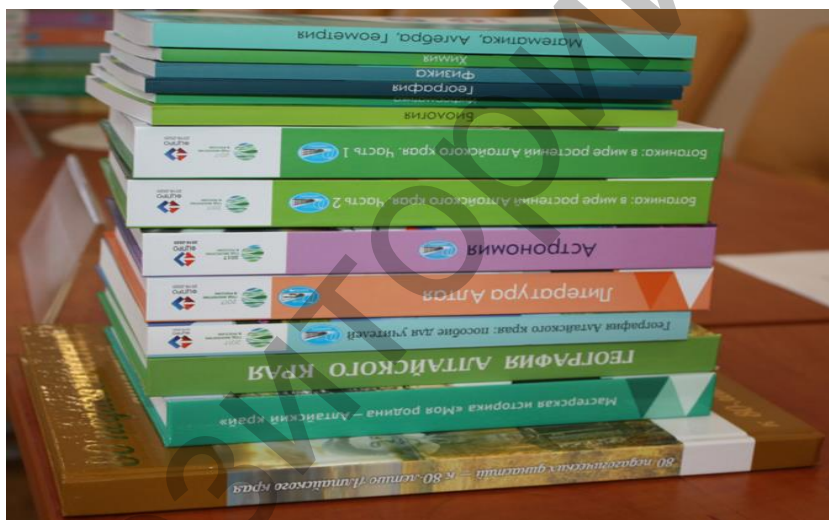 Математика, Алгебра, Геометрия
Химия
Физика
География
Информатика
Биология
Ботаника: в мире растений Алтайского края. Часть 1
Ботаника: в мире растений Алтайского края. Часть 2
Астрономия
Литература Алтая
География Алтайского края: пособие для учителей
ГЕОГРАФИЯ АЛТАЙСКОГО КРАЯ
Мастерская историка «Моя родина – Алтайский край»
80 педагогических династий – к 80-летию Алтайского края